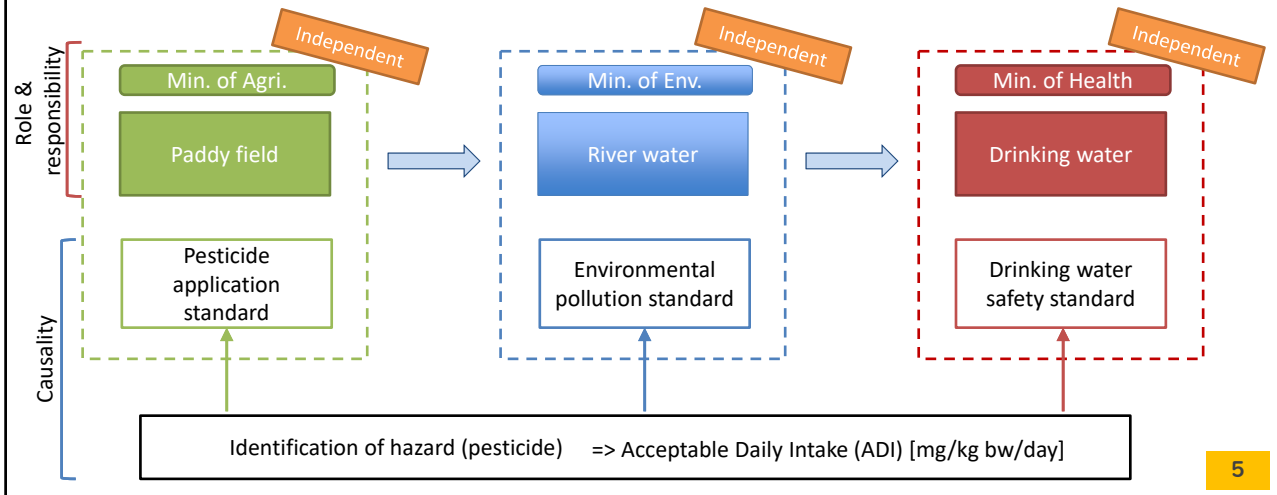 Role &
responsibility
Independent
Min. of Agri.
Paddy field
Pesticide
application
standard
Independent
Min. of Env.
River water
Environmental
pollution standard
Independent
Min. of Health
Drinking water
Drinking water
safety standard
Causality
Identification of hazard (pesticide) => Acceptable Daily Intake (ADI) [mg/kg bw/day]
5